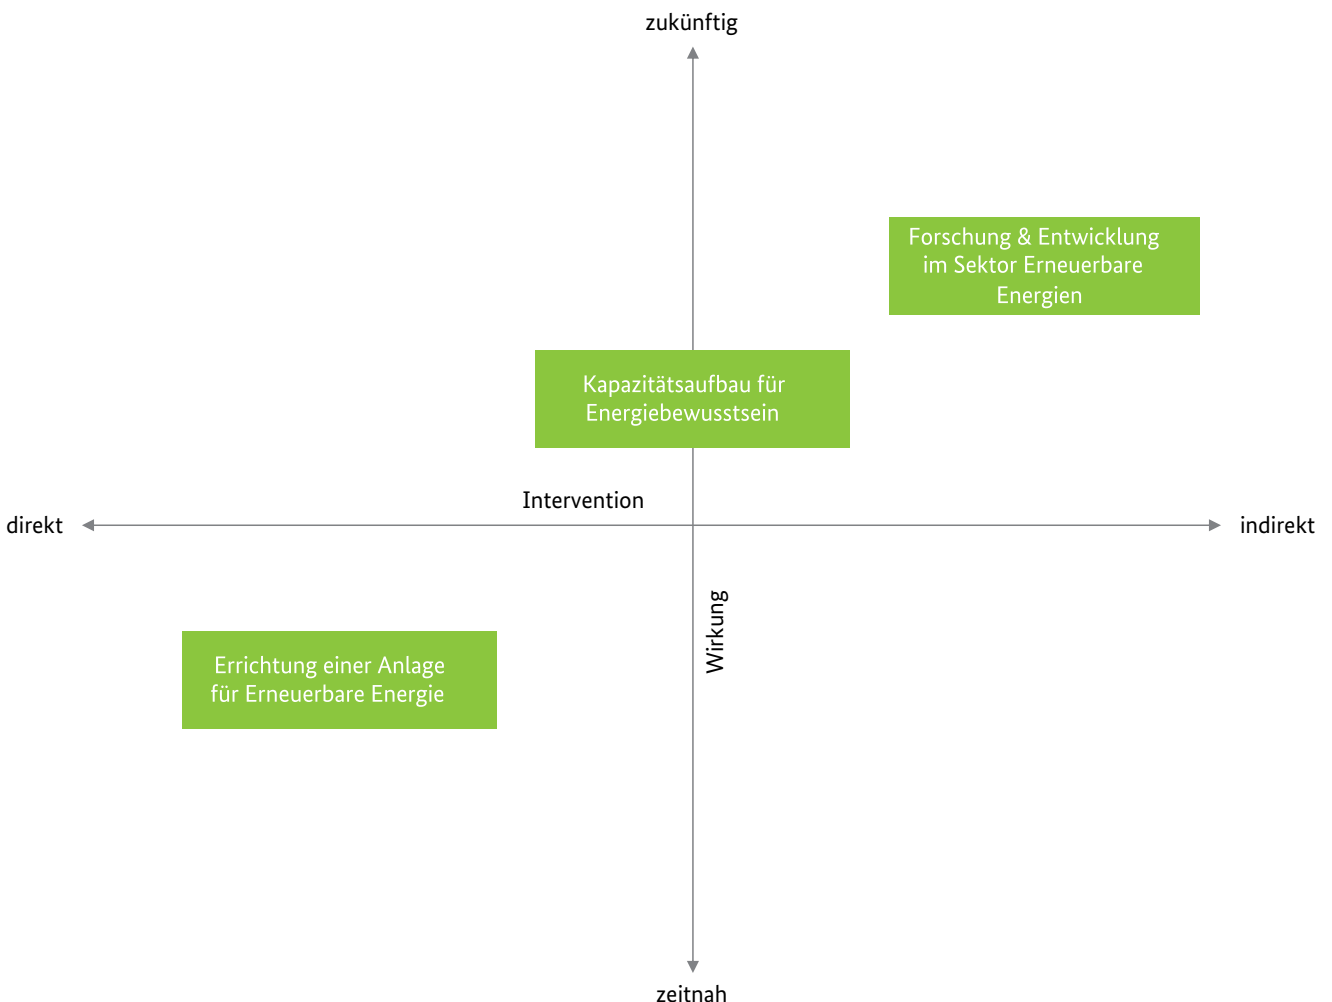 zukünftig
Forschung & Entwicklung
im Sektor Erneuerbare
Energien
Kapazitätsaufbau für
Energiebewusstsein
Intervention
direkt
indirekt
Wirkung
Errichtung einer Anlage
für Erneuerbare Energie
zeitnah